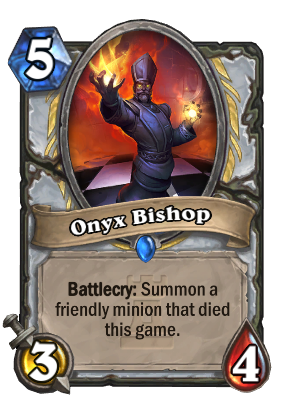 5
Onyx Bishop
Battlecry: Summon a
friendly minion that died
this game.
3
4